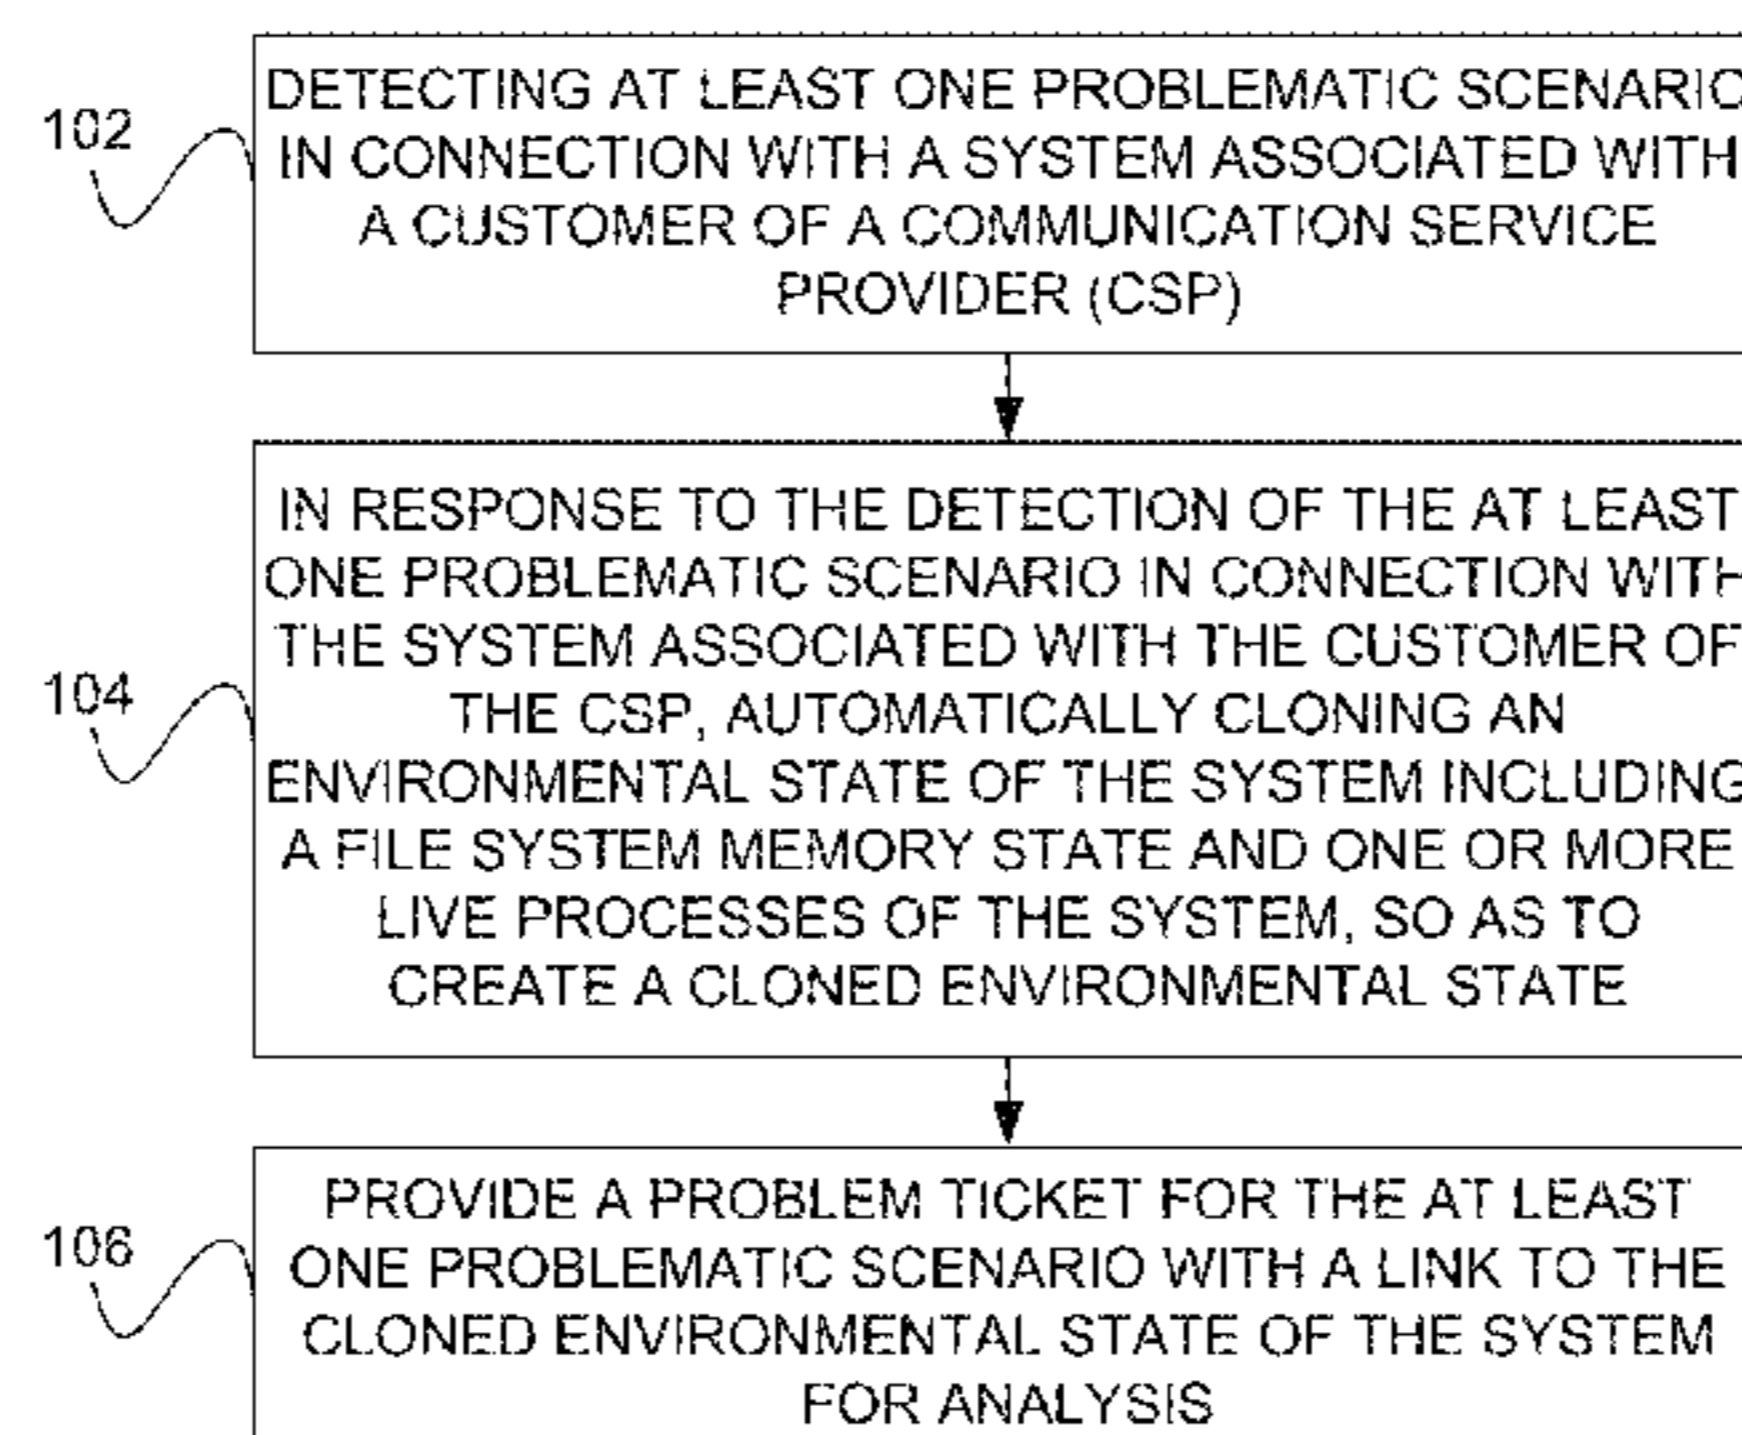 102
DETECTING AT LEAST ONE PROBLEMATIC SCENARIO
IN CONNECTION WITH A SYSTEM ASSOCIATED WITH
A CUSTOMER OF A COMMUNICATION SERVICE
PROVIDER (CSP)
104
IN RESPONSE TO THE DETECTION OF THE AT LEAST
ONE PROBLEMATIC SCENARIO IN CONNECTION WITH
THE SYSTEM ASSOCIATED WITH THE CUSTOMER OF
THE CSP, AUTOMATICALLY CLONING AN
ENVIRONMENTAL STATE OF THE SYSTEM INCLUDING
A FILE SYSTEM MEMORY STATE AND ONE OR MORE
LIVE PROCESSES OF THE SYSTEM, SO AS TO
CREATE A CLONED ENVIRONMENTAL STATE
106
PROVIDE A PROBLEM TICKET FOR THE AT LEAST
ONE PROBLEMATIC SCENARIO WITH A LINK TO THE
CLONED ENVIRONMENTAL STATE OF THE SYSTEM
FOR ANALYSIS